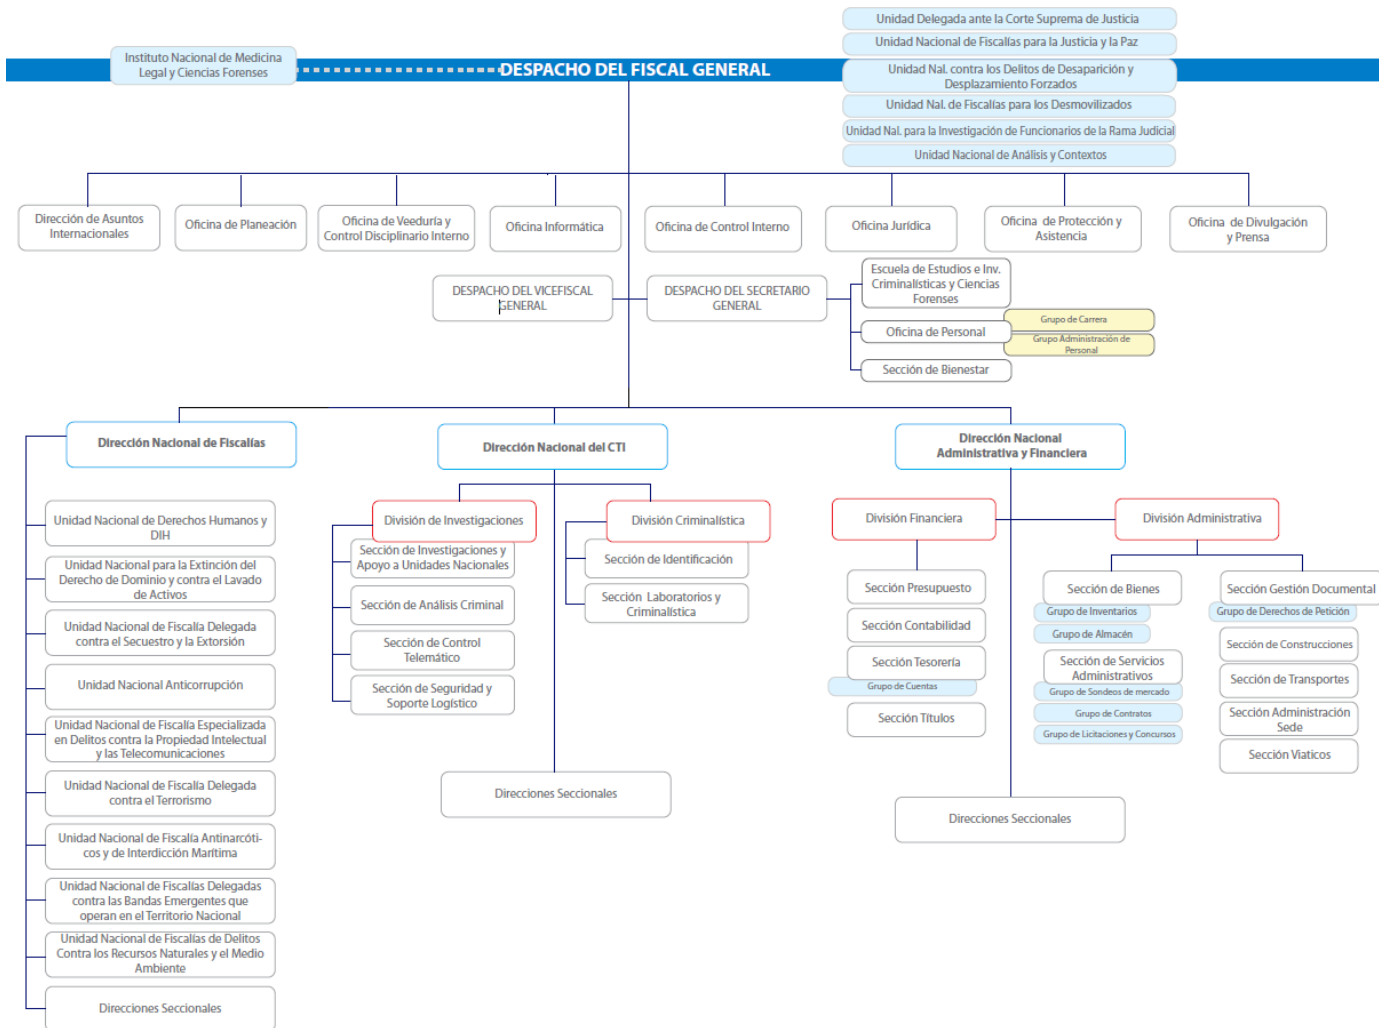 Unidad Delegada ante la Corte Suprema de Justicia
Unidad Nacional de Fiscalías para la Justicia y la Paz
Instituto Nacional de Medicina
Legal y Ciencias Forenses
DESPACHO DEL FISCAL GENERAL
Unidad Nal. contra los Delitos de Desaparición y
Desplazamiento Forzados
Unidad Nal. de Fiscalías para los Desmovilizados
Unidad Nal. para la Investigación de Funcionarios de la Rama Judicial
Unidad Nacional de Análisis y Contextos
Dirección de Asuntos
Internacionales
Oficina de Planeación
Oficina de Veeduría y
Control Disciplinario Interno
Oficina Informática
Oficina de Control Interno
Oficina Jurídica
Oficina de Protección y
Asistencia
Oficina de Divulgación
y Prensa
DESPACHO DEL VICEFISCAL
GENERAL
DESPACHO DEL SECRETARIO
GENERAL
Escuela de Estudios e Inv.
Criminalísticas y Ciencias
Forenses
Oficina de Personal
Grupo de Carrera
Grupo Administración de
Personal
Sección de Bienestar
Dirección Nacional de Fiscalías
Unidad Nacional de Derechos Humanos y
DIH
Unidad Nacional para la Extinción del
Derecho de Dominio y contra el Lavado
de Activos
Unidad Nacional de Fiscalía Delegada
contra el Secuestro y la Extorsión
Unidad Nacional Anticorrupción
Unidad Nacional de Fiscalía Especializada
en Delitos contra la Propiedad Intelectual
y las Telecomunicaciones
Unidad Nacional de Fiscalía Delegada
contra el Terrorismo
Unidad Nacional de Fiscalía Antinarcóti-
cos y de Interdicción Marítima
Unidad Nacional de Fiscalías Delegadas
contra las Bandas Emergentes que
operan en el Territorio Nacional
Unidad Nacional de Fiscalías de Delitos
Contra los Recursos Naturales y el Medio
Ambiente
Direcciones Seccionales
Dirección Nacional del CTI
División de Investigaciones
Sección de Investigaciones y
Apoyo a Unidades Nacionales
Sección de Análisis Criminal
Sección de Control
Telemático
Sección de Seguridad y
Soporte Logístico
División Criminalística
Sección de Identificación
Sección Laboratorios y
Criminalística
Direcciones Seccionales
Dirección Nacional
Administrativa y Financiera
División Financiera
Sección Presupuesto
Sección Contabilidad
Sección Tesorería
Grupo de Cuentas
Sección Títulos
División Administrativa
Sección de Bienes
Grupo de Inventarios
Grupo de Almacén
Sección de Servicios
Administrativos
Grupo de Sondeos de mercado
Grupo de Contratos
Grupo de Licitaciones y Concursos
Sección Gestión Documental
Grupo de Derechos de Petición
Sección de Construcciones
Sección de Transportes
Sección Administración
Sede
Sección Viaticos
Direcciones Seccionales